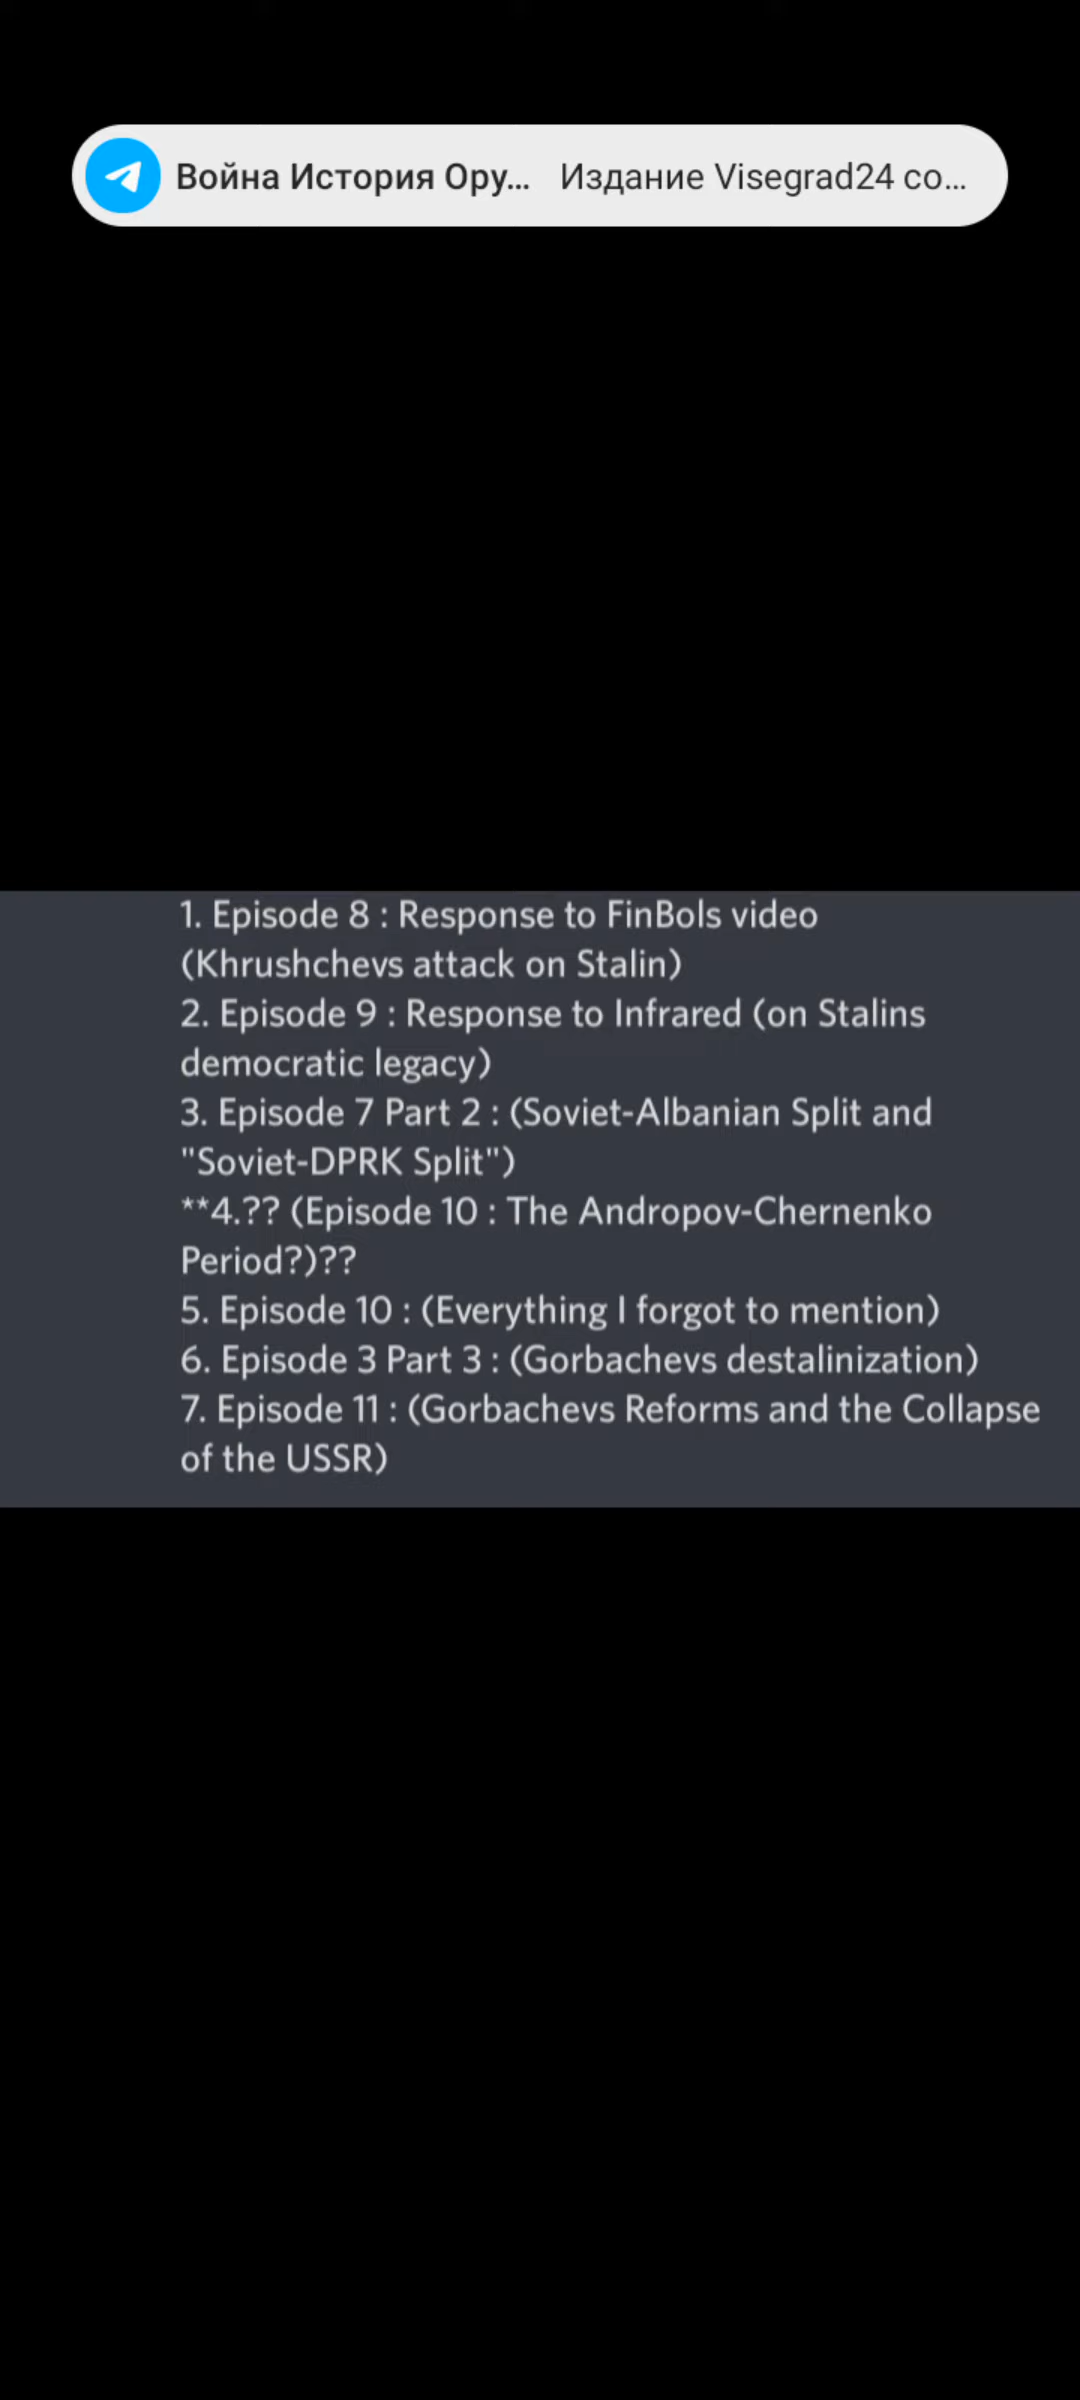 Война История Ору... Издание Visegrad24 со...
1. Episode 8 : Response to FinBols video
(Khrushchevs attack on Stalin)
2. Episode 9 : Response to Infrared (on Stalins
democratic legacy)
3. Episode 7 Part 2 : (Soviet-Albanian Split and
"Soviet-DPRK Split")
**4.?? (Episode 10 : The Andropov-Chernenko
Period?)??
5. Episode 10 : (Everything I forgot to mention)
6. Episode 3 Part 3 : (Gorbachevs destalinization)
7. Episode 11 : (Gorbachevs Reforms and the Collapse
of the USSR)